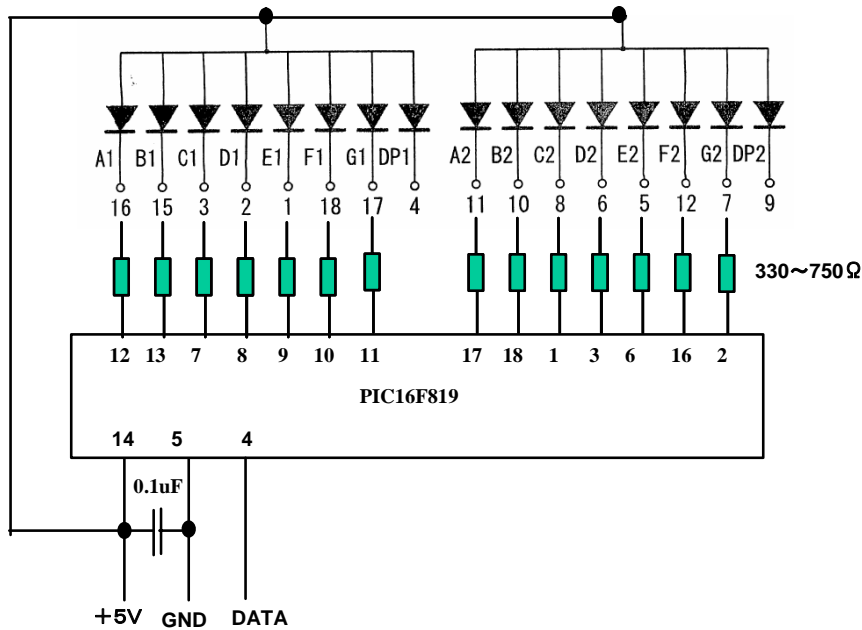 A1 B1 C1 D1 E1 F1 G1 DP1 A2 B2 C2 D2 E2 F2 G2 DP2
16 15 3 2 1 18 17 4 11 10 8 6 5 12 7 9
330～750Ω
12 13 7 8 9 10 11 17 18 1 3 6 16 2
PIC16F819
14 5 4
0.1uF
＋5V GND DATA